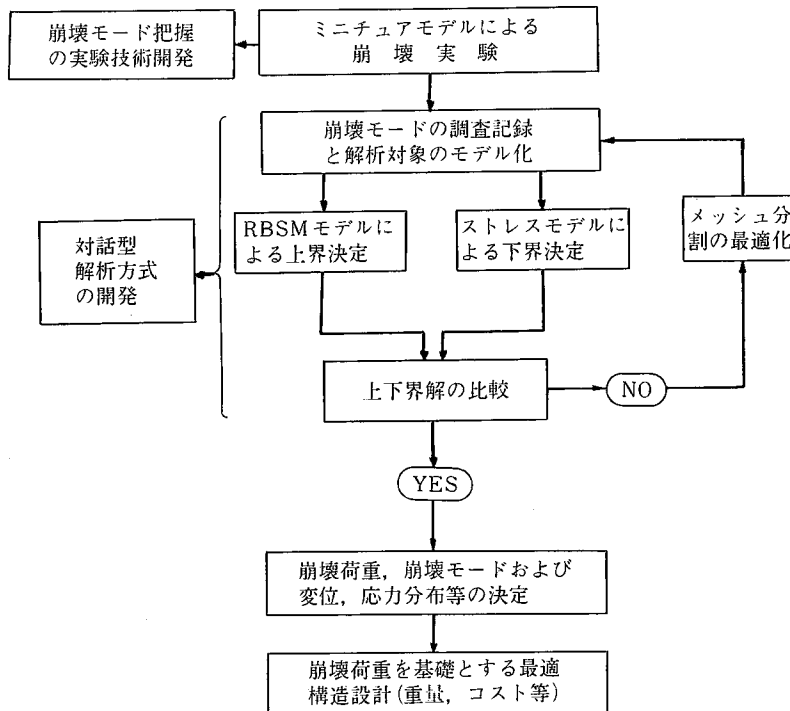 崩壊モード把握
の実験技術開発
ミニチュアモデルによる
崩壊実験
崩壊モードの調査記録
と解析対象のモデル化
RBSMモデルに
よる上界決定
ストレスモデルに
よる下界決定
メッシュ分
割の最適化
対話型
解析方式
の開発
上下界解の比較
NO
YES
崩壊荷重,崩壊モードおよび
変位,応力分布等の決定
崩壊荷重を基礎とする最適
構造設計(重量,コスト等)